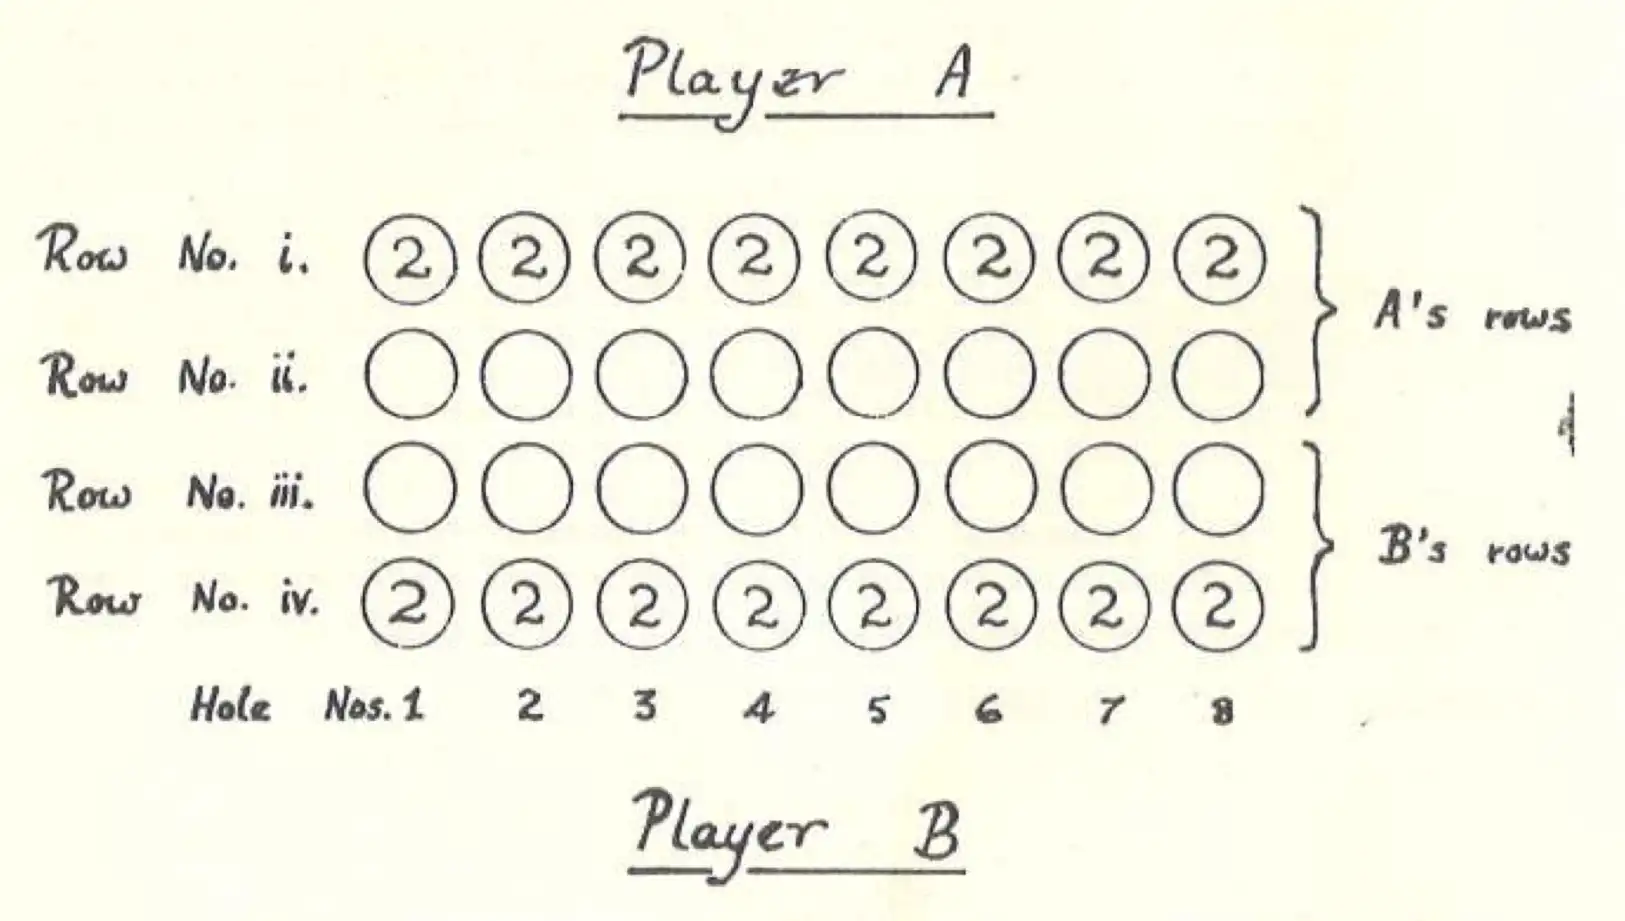 Player A
Row No. i. 2 2 2 2 2 2 2 2
A's rows
Row No. ii.
Row No. iii.
B's rows
Row No. iv. 2 2 2 2 2 2 2 2
Hole Nos. 1 2 3 4 5 6 7 8
Player B